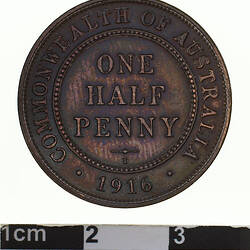 COMMONWEALTH OF AUSTRALIA
ONE
HALF
PENNY
I
· 1916 ·
1cm 2 3